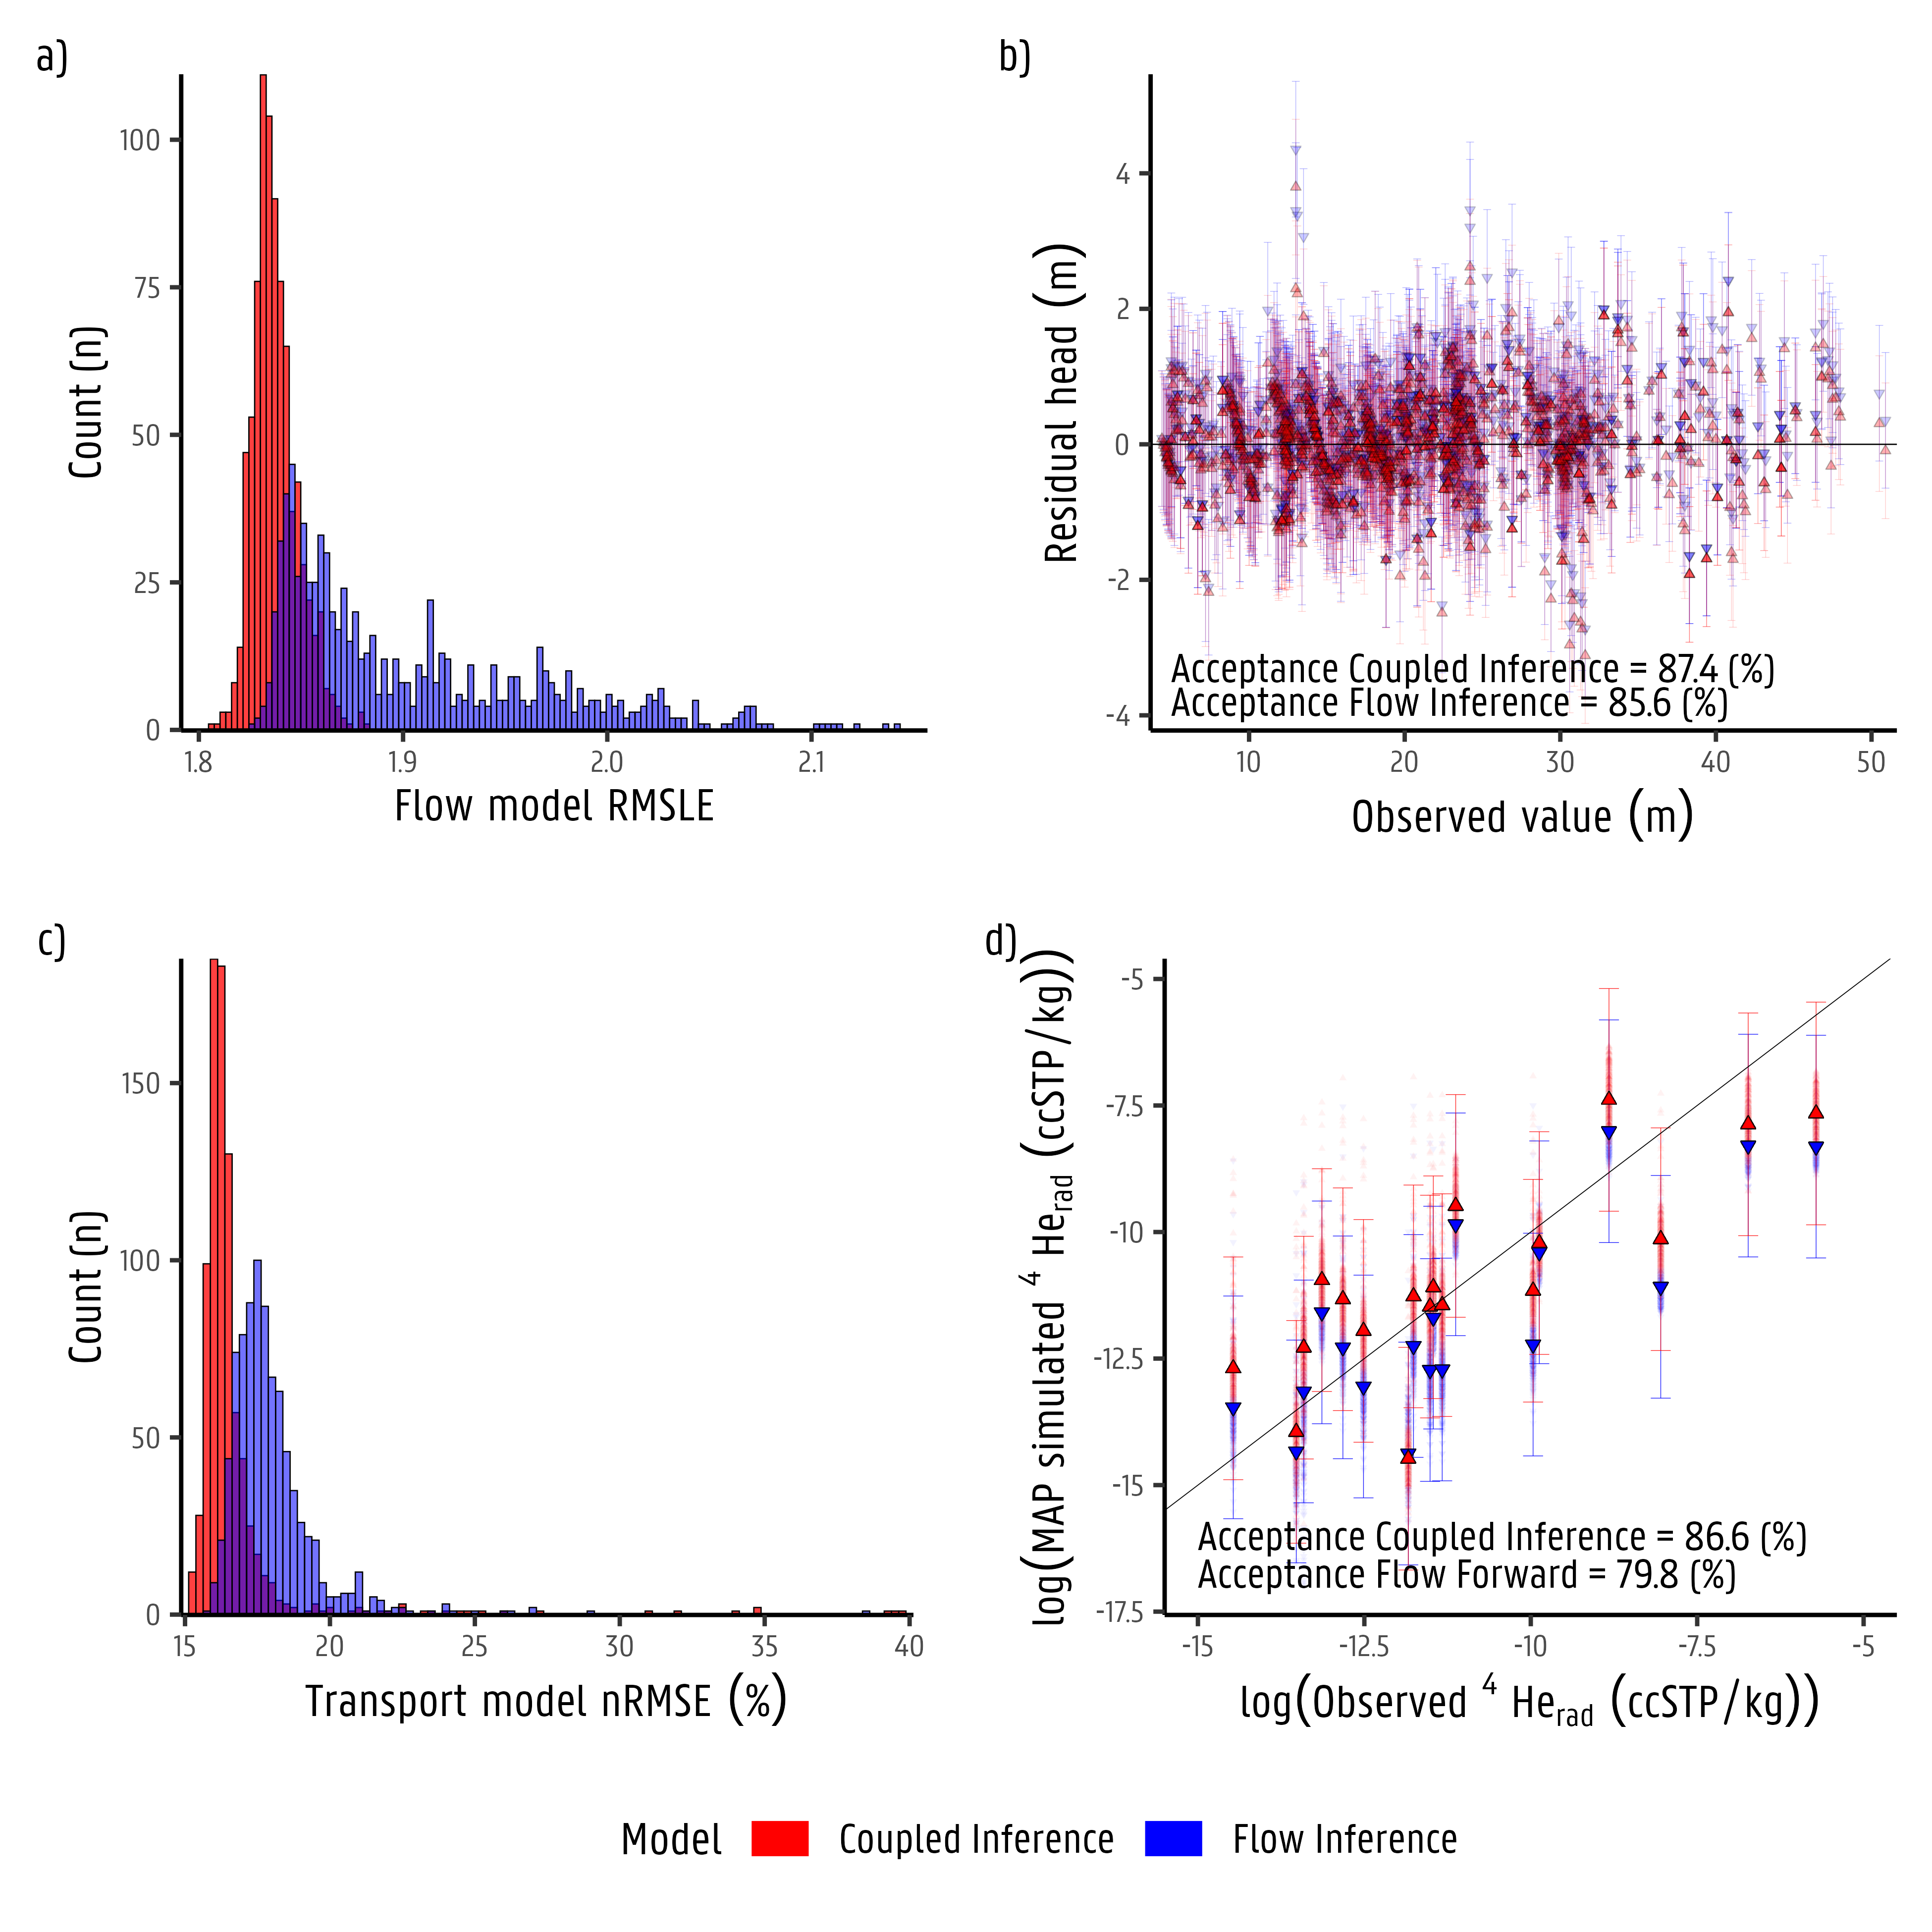 a)
100
75
50
25
0
Count (n)
1.8 1.9 2.0 2.1
Flow model RMSLE
b)
4
2
0
-2
-4
Residual head (m)
Acceptance Coupled Inference = 87.4 (%)
Acceptance Flow Inference = 85.6 (%)
10 20 30 40 50
Observed value (m)
c)
150
100
50
0
Count (n)
15 20 25 30 35 40
Transport model nRMSE (%)
d)
-5
-7.5
-10
-12.5
-15
-17.5
log(MAP simulated ⁴ He_rad (ccSTP/kg))
Acceptance Coupled Inference = 86.6 (%)
Acceptance Flow Forward = 79.8 (%)
-15 -12.5 -10 -7.5 -5
log(Observed ⁴ He_rad (ccSTP/kg))
Model Coupled Inference Flow Inference